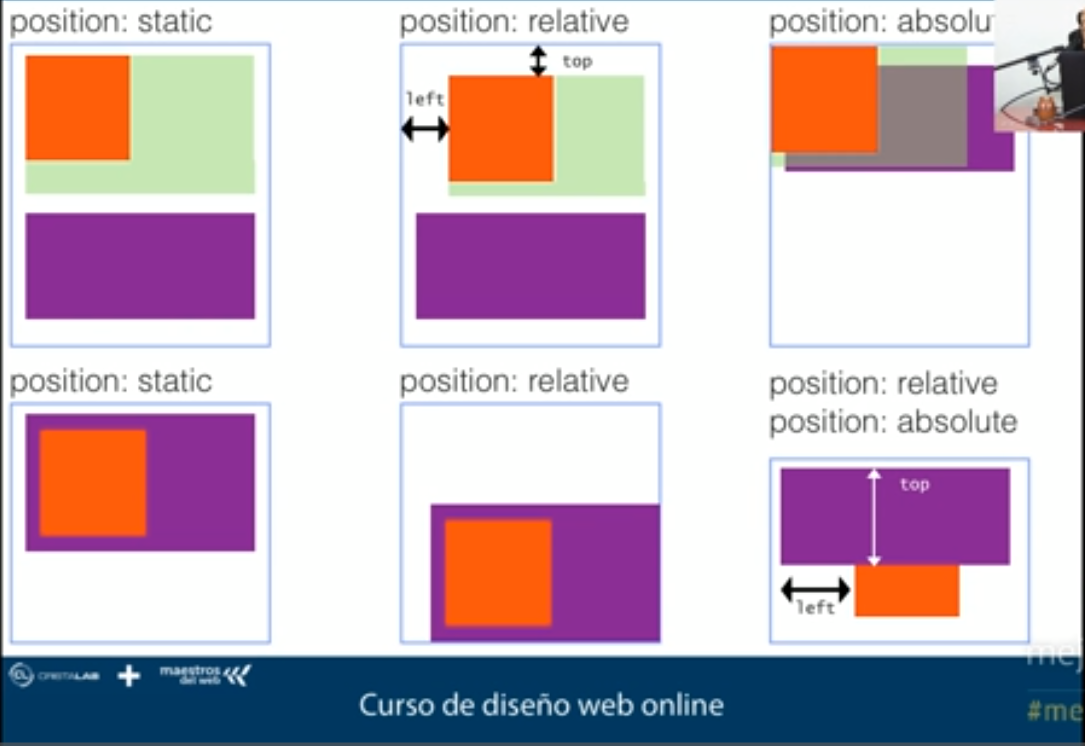 position: static
position: relative
position: absolu
top
left
position: static
position: relative
position: relative
position: absolute
top
left
CRISTALAB
maestros
del web
Curso de diseño web online
mej
#me